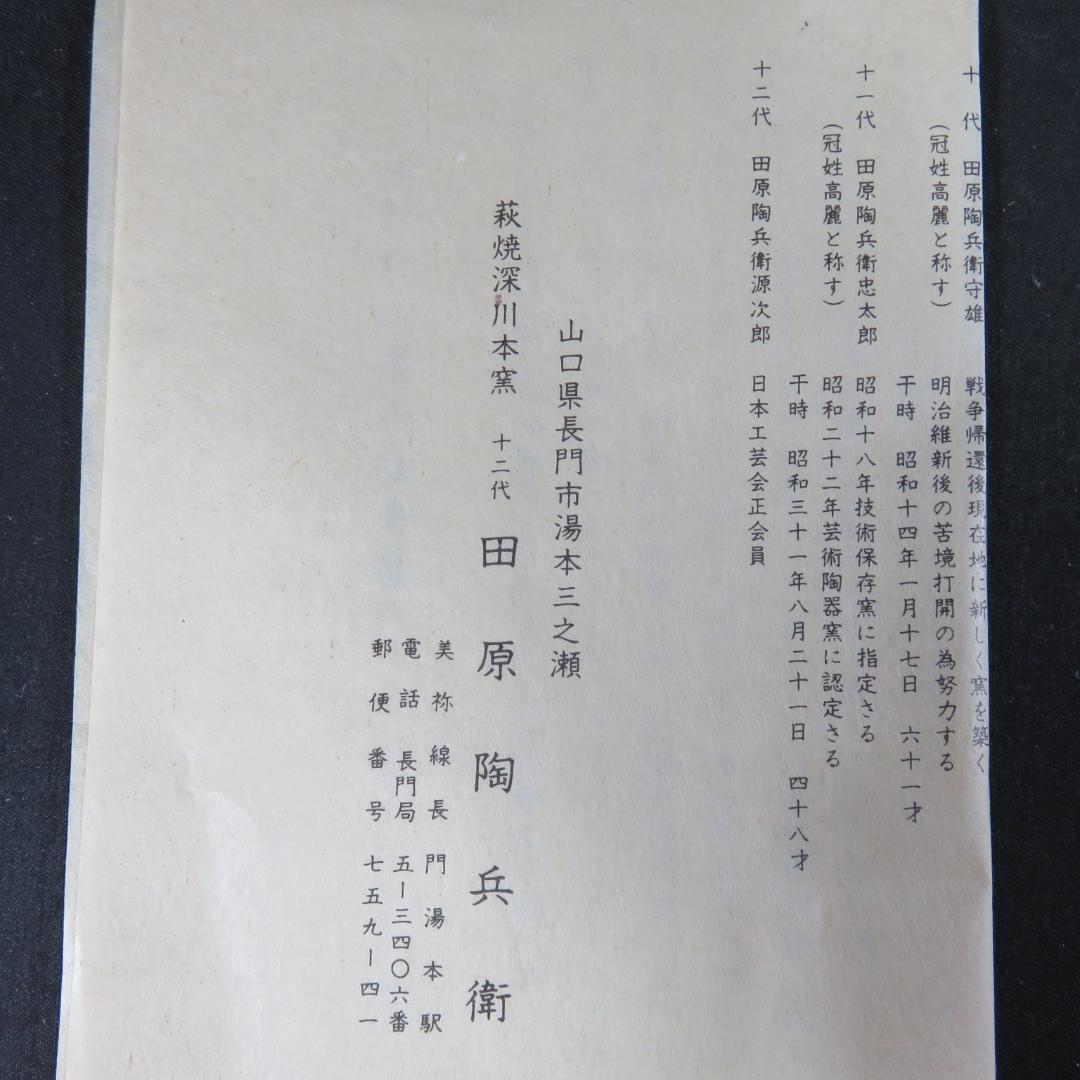 十代 田原陶兵衛守雄 戦争帰還後現在地に新しく窯を築く
(冠姓高麗と称す) 明治維新後の苦境打開の為努力する
干時 昭和十四年一月十七日 六十一才
十一代 田原陶兵衛忠太郎 昭和十八年技術保存窯に指定さる
(冠姓高麗と称す) 昭和二十二年芸術陶器窯に認定さる
干時 昭和三十一年八月二十一日 四十八才
十二代 田原陶兵衛源次郎 日本工芸会正会員
山口県長門市湯本三之瀬
萩焼深川本窯 十二代 田原陶兵衛
美祢線長門湯本駅
電話 長門局 五ー三四〇六番
郵便番号 七五九ー四一